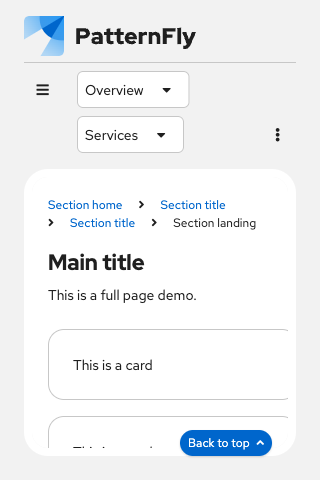 PatternFly
Overview
Services
Section home Section title
Section title Section landing
Main title
This is a full page demo.
This is a card
Back to top